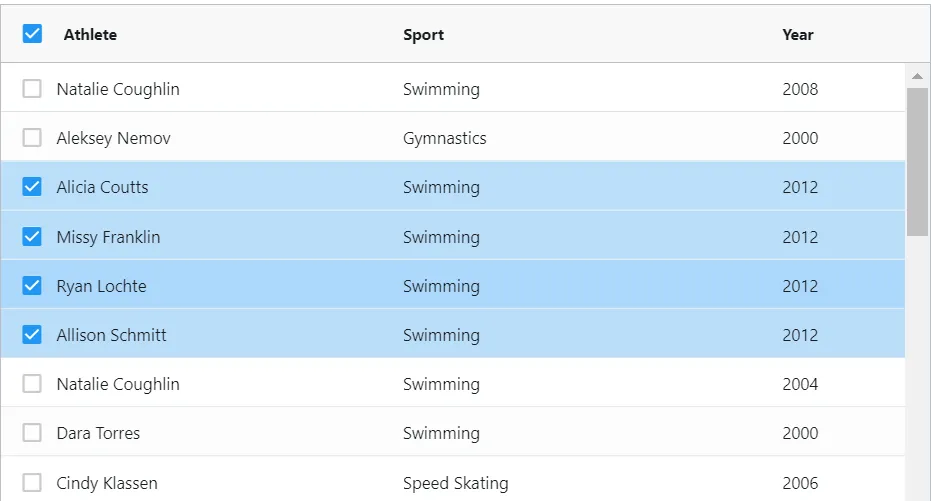 Athlete Sport Year
Natalie Coughlin Swimming 2008
Aleksey Nemov Gymnastics 2000
Alicia Coutts Swimming 2012
Missy Franklin Swimming 2012
Ryan Lochte Swimming 2012
Allison Schmitt Swimming 2012
Natalie Coughlin Swimming 2004
Dara Torres Swimming 2000
Cindy Klassen Speed Skating 2006